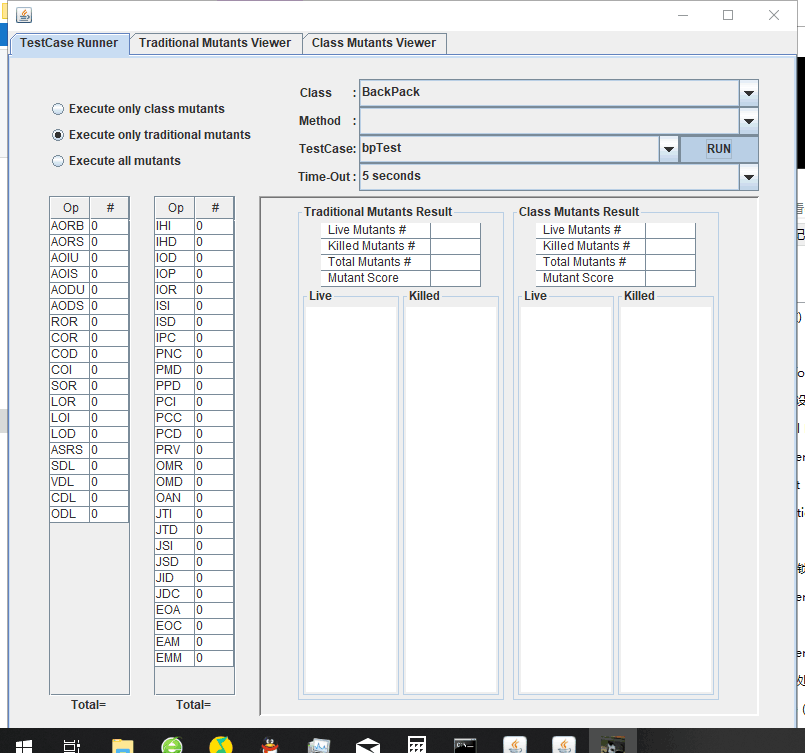 TestCase Runner Traditional Mutants Viewer Class Mutants Viewer
Class : BackPack
Execute only class mutants
Method :
Execute only traditional mutants
TestCase: bpTest RUN
Execute all mutants
Time-Out : 5 seconds
Op #
AORB 0
AORS 0
AOIU 0
AOIS 0
AODU 0
AODS 0
ROR 0
COR 0
COD 0
COI 0
SOR 0
LOR 0
LOI 0
LOD 0
ASRS 0
SDL 0
VDL 0
CDL 0
ODL 0
Total=
Op #
IHI 0
IHD 0
IOD 0
IOP 0
IOR 0
ISI 0
ISD 0
IPC 0
PNC 0
PMD 0
PPD 0
PCI 0
PCC 0
PCD 0
PRV 0
OMR 0
OMD 0
OAN 0
JTI 0
JTD 0
JSI 0
JSD 0
JID 0
JDC 0
EOA 0
EOC 0
EAM 0
EMM 0
Total=
Traditional Mutants Result
Live Mutants #
Killed Mutants #
Total Mutants #
Mutant Score
Live Killed
Class Mutants Result
Live Mutants #
Killed Mutants #
Total Mutants #
Mutant Score
Live Killed